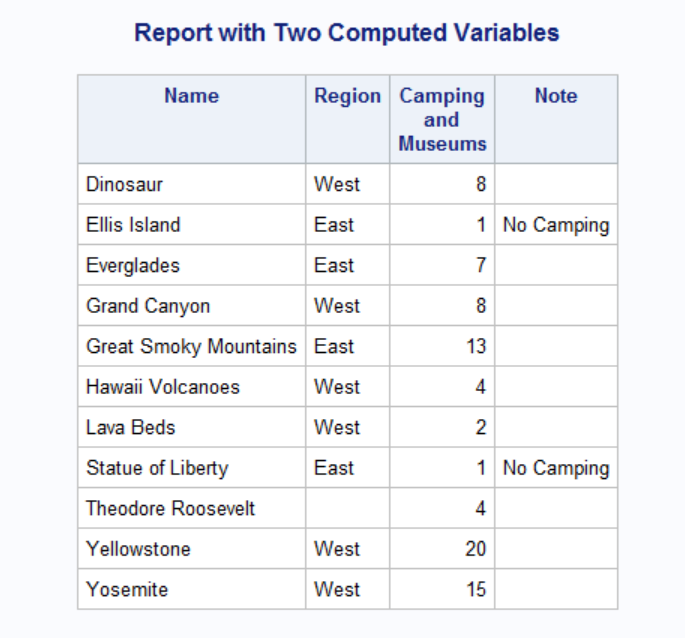 Report with Two Computed Variables
Name Region Camping and Museums Note
Dinosaur West 8
Ellis Island East 1 No Camping
Everglades East 7
Grand Canyon West 8
Great Smoky Mountains East 13
Hawaii Volcanoes West 4
Lava Beds West 2
Statue of Liberty East 1 No Camping
Theodore Roosevelt 4
Yellowstone West 20
Yosemite West 15